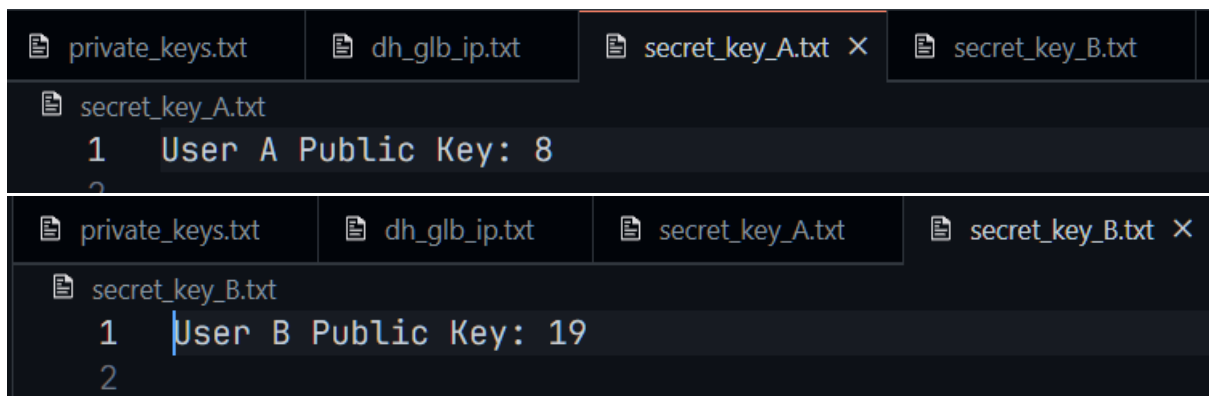 private_keys.txt dh_glb_ip.txt secret_key_A.txt × secret_key_B.txt
secret_key_A.txt
1 User A Public Key: 8
2
private_keys.txt dh_glb_ip.txt secret_key_A.txt secret_key_B.txt ×
secret_key_B.txt
1 User B Public Key: 19
2